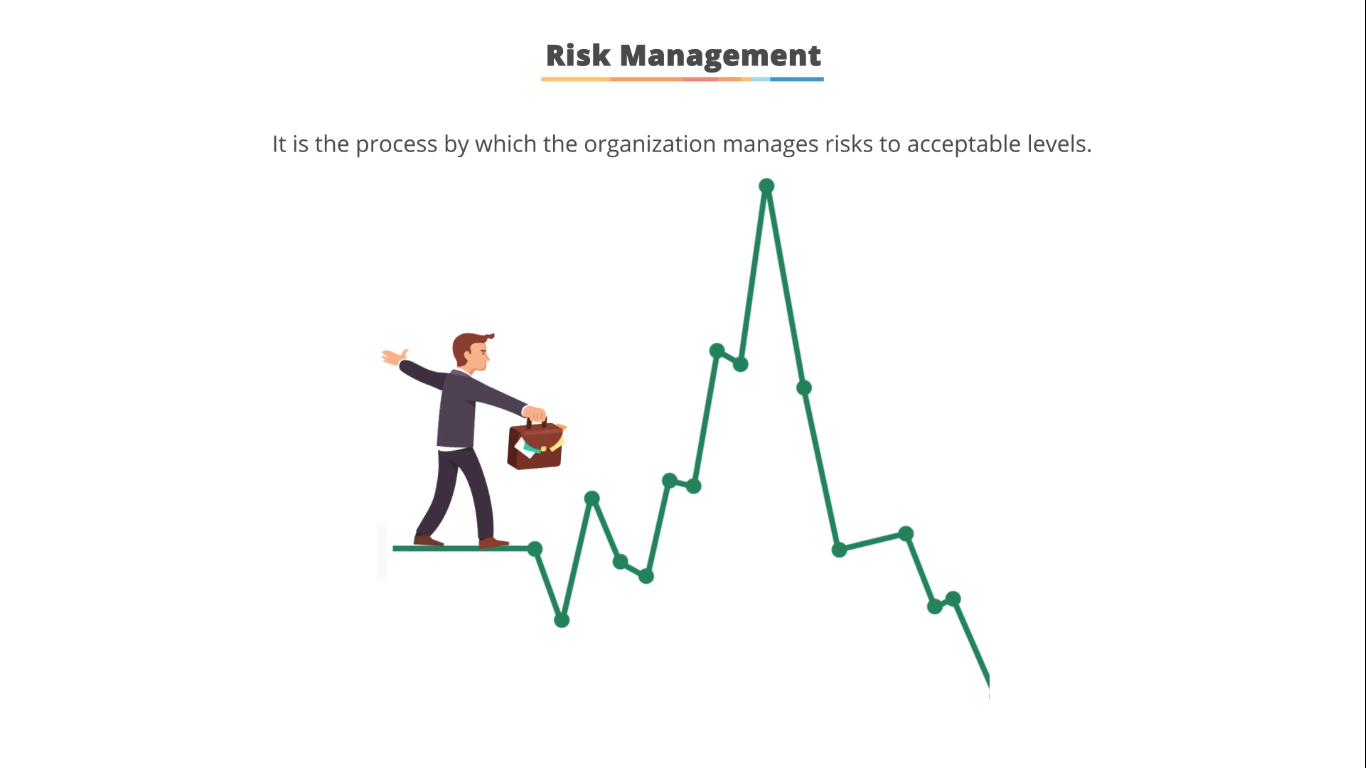 Risk Management
It is the process by which the organization manages risks to acceptable levels.